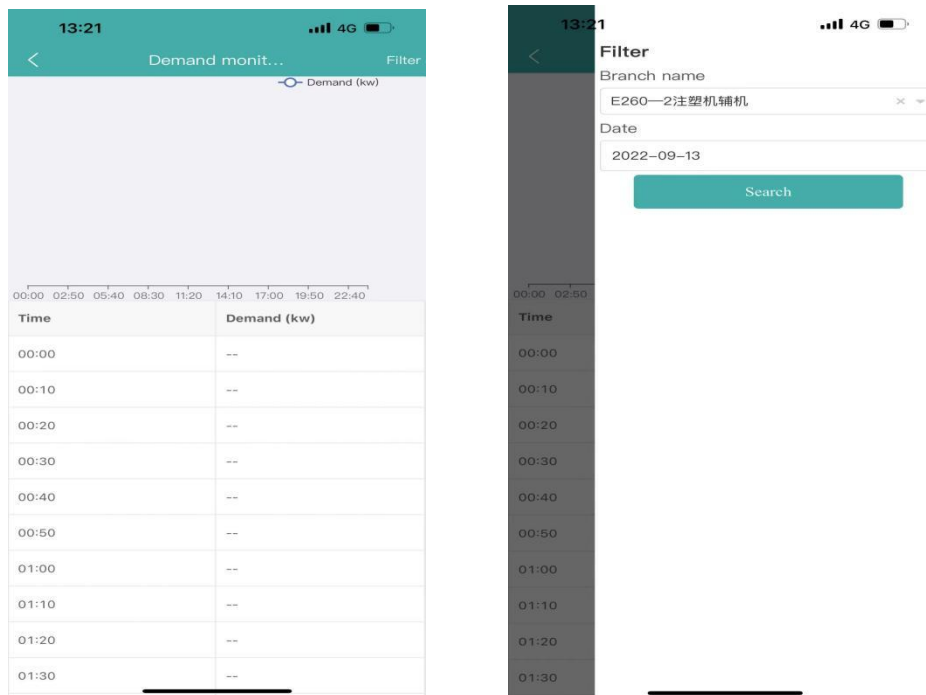 13:21
4G
Demand monit...
Filter
Demand (kw)
00:00 02:50 05:40 08:30 11:20 14:10 17:00 19:50 22:40
Time Demand (kw)
00:00 --
00:10 --
00:20 --
00:30 --
00:40 --
00:50 --
01:00 --
01:10 --
01:20 --
01:30 --
13:21
4G
Filter
Branch name
E260—2注塑机辅机
Date
2022-09-13
Search
00:00 02:50
Time
00:00
00:10
00:20
00:30
00:40
00:50
01:00
01:10
01:20
01:30